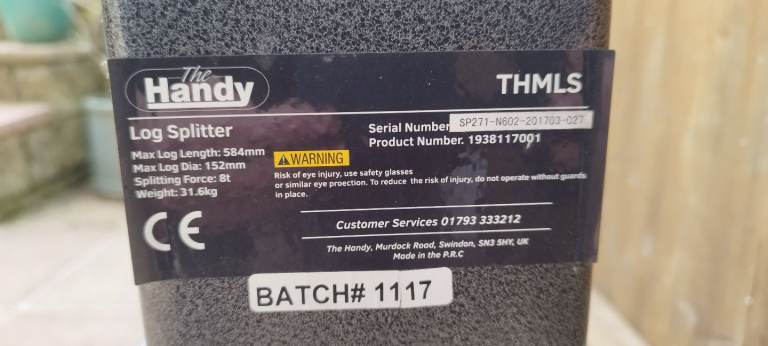 The Handy
THMLS
Log Splitter
Max Log Length: 584mm
Max Log Dia: 152mm
Splitting Force: 8t
Weight: 31.6kg
Serial Number SP271-N602-201703-027
Product Number. 1938117001
WARNING
Risk of eye injury, use safety glasses
or similar eye proection. To reduce the risk of injury, do not operate without guards
in place.
CE
Customer Services 01793 333212
The Handy, Murdock Road, Swindon, SN3 5HY, UK
Made in the P.R.C
BATCH# 1117